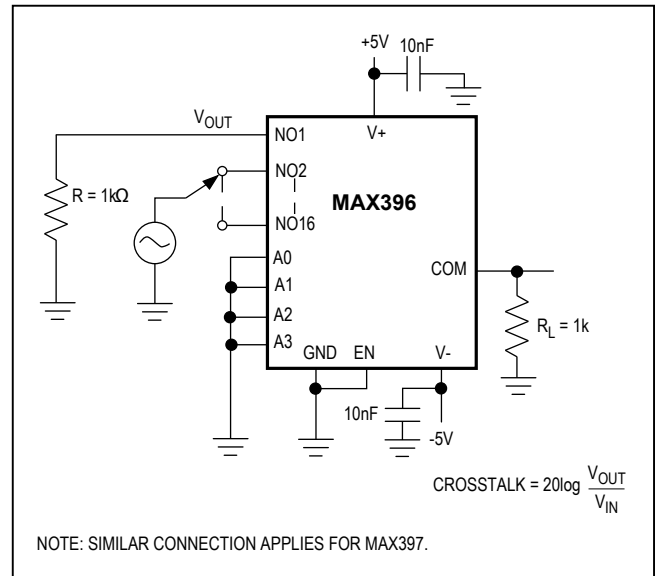 +5V
10nF
VOUT
NO1
V+
NO2
R = 1kΩ
MAX396
NO16
A0
COM
A1
A2
RL = 1k
A3
GND
EN
V-
10nF
-5V
CROSSTALK = 20log VOUT
VIN
NOTE: SIMILAR CONNECTION APPLIES FOR MAX397.